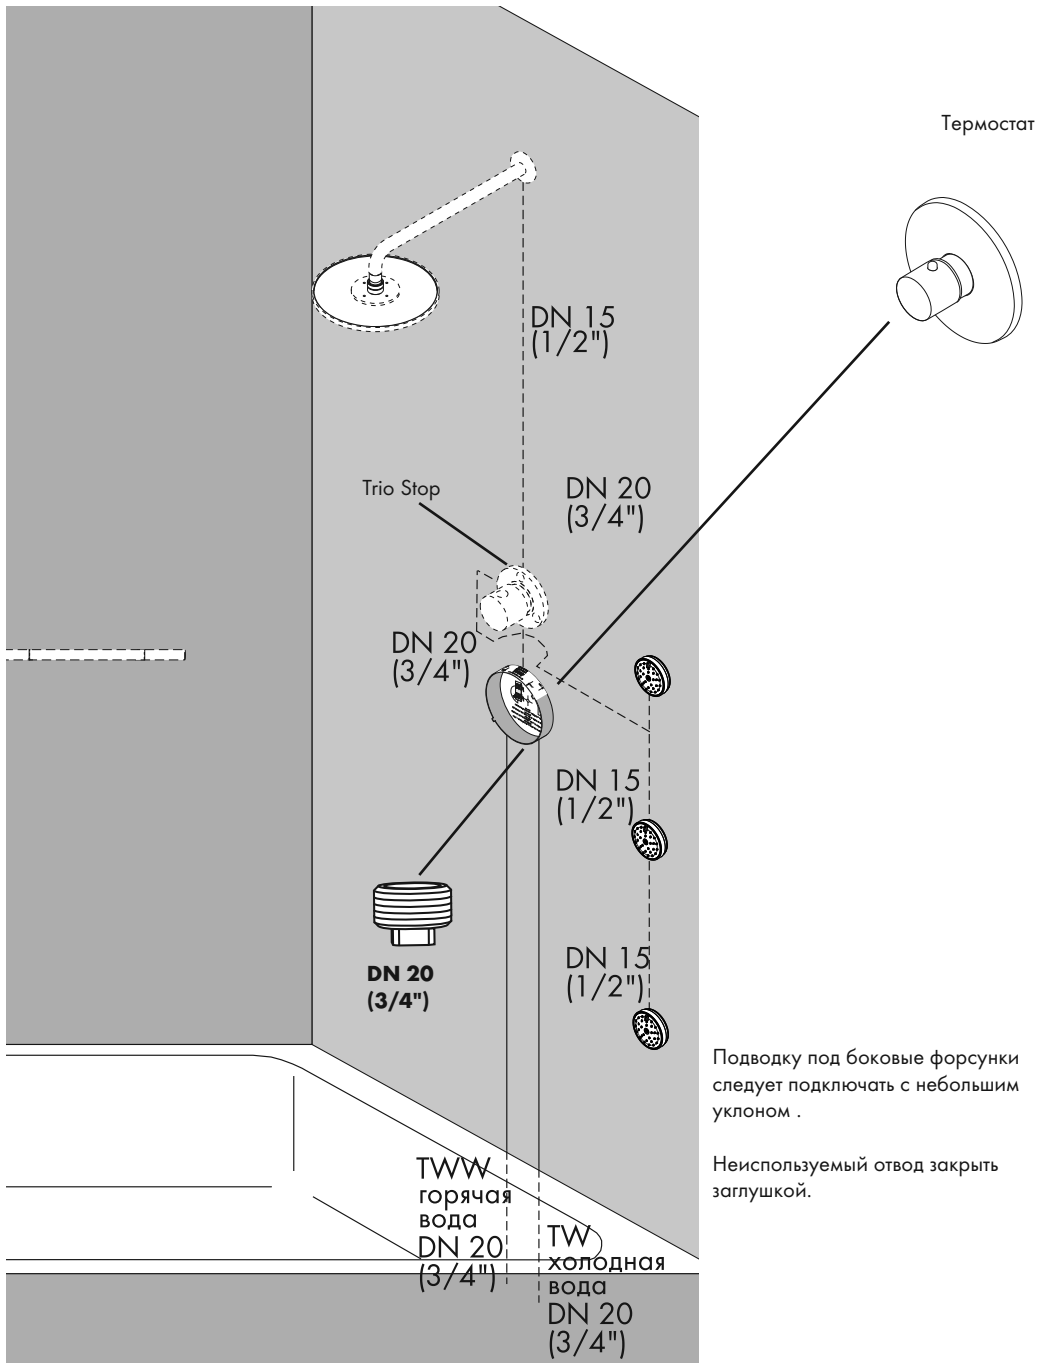 Термостат
DN 15
(1/2")
Trio Stop
DN 20
(3/4")
DN 20
(3/4")
DN 15
(1/2")
DN 20
(3/4")
DN 15
(1/2")
Подводку под боковые форсунки
следует подключать с небольшим
уклоном .
Неиспользуемый отвод закрыть
заглушкой.
TWW
горячая
вода
DN 20
(3/4")
TW
холодная
вода
DN 20
(3/4")